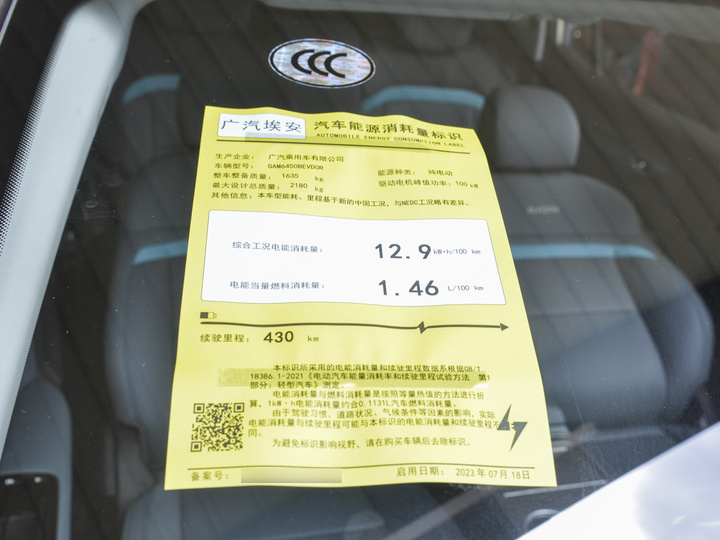 CCC
广汽埃安 汽车能源消耗量标识
AUTOMOBILE ENERGY CONSUMPTION LABEL
生产企业: 广汽乘用车有限公司
车辆型号: GAM6450BEVD0B 能源种类: 纯电动
整车整备质量: 1635 kg 驱动电机峰值功率: 100 kW
最大设计总质量: 2180 kg
其他信息: 本车型能耗、里程基于新的中国工况, 与NEDC工况略有差异。
综合工况电能消耗量: 12.9 kW·h/100 km
电能当量燃料消耗量: 1.46 L/100 km
续驶里程: 430 km
本标识所采用的电能消耗量和续驶里程数据系根据GB/T
18386.1-2021《电动汽车能量消耗率和续驶里程试验方法 第1
部分: 轻型汽车》测定。
电能消耗量与燃料消耗量是按照等量热值的方法进行折
算, 1kW·h电能消耗量约合0.1131L汽车燃料消耗量。
由于驾驶习惯、道路状况、气候条件等因素的影响, 实际
电能消耗量与续驶里程可能与本标识的电能消耗量和续驶里程不
同。
为避免标识影响视野, 请在购买车辆后去除标识。
备案号: 启用日期: 2023年07月18日